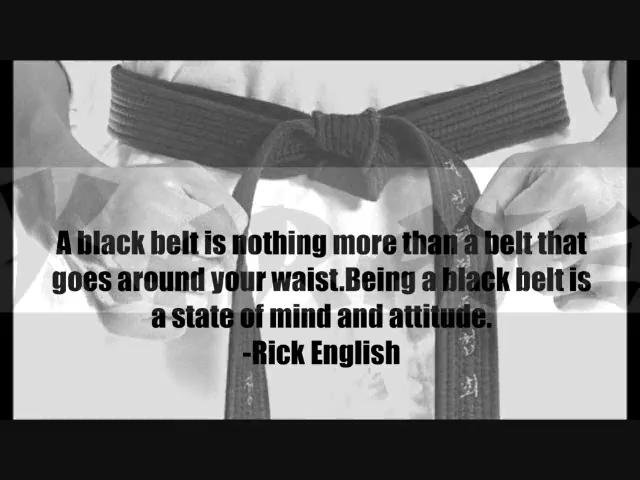 A black belt is nothing more than a belt that
goes around your waist.Being a black belt is
a state of mind and attitude.
-Rick English